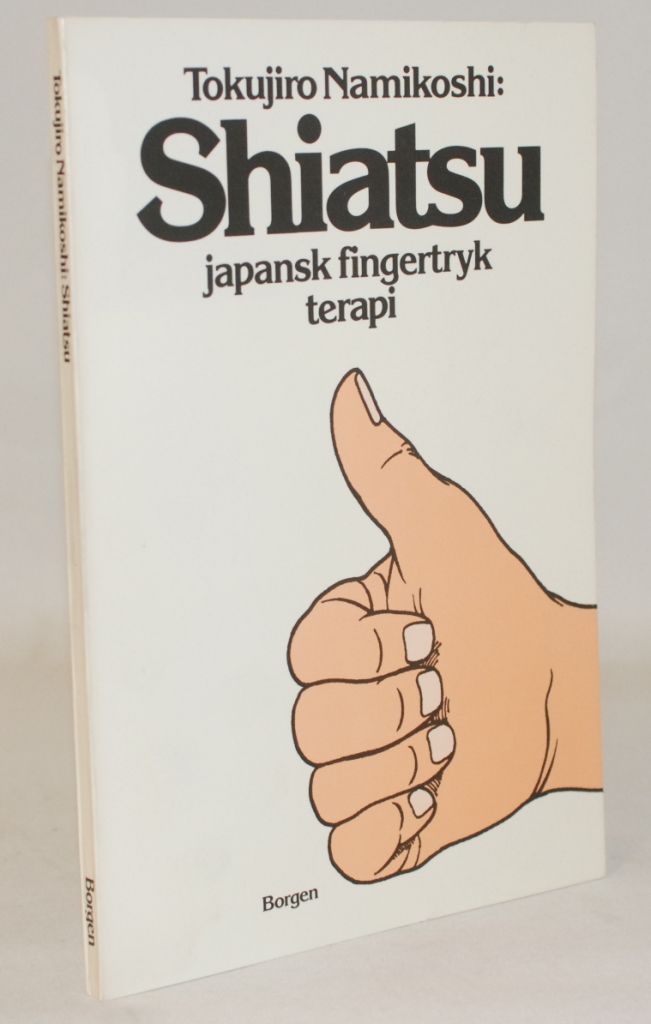 Tokujiro Namikoshi:
Shiatsu
japansk fingertryk
terapi
Borgen
Tokujiro Namikoshi: Shiatsu
Borgen